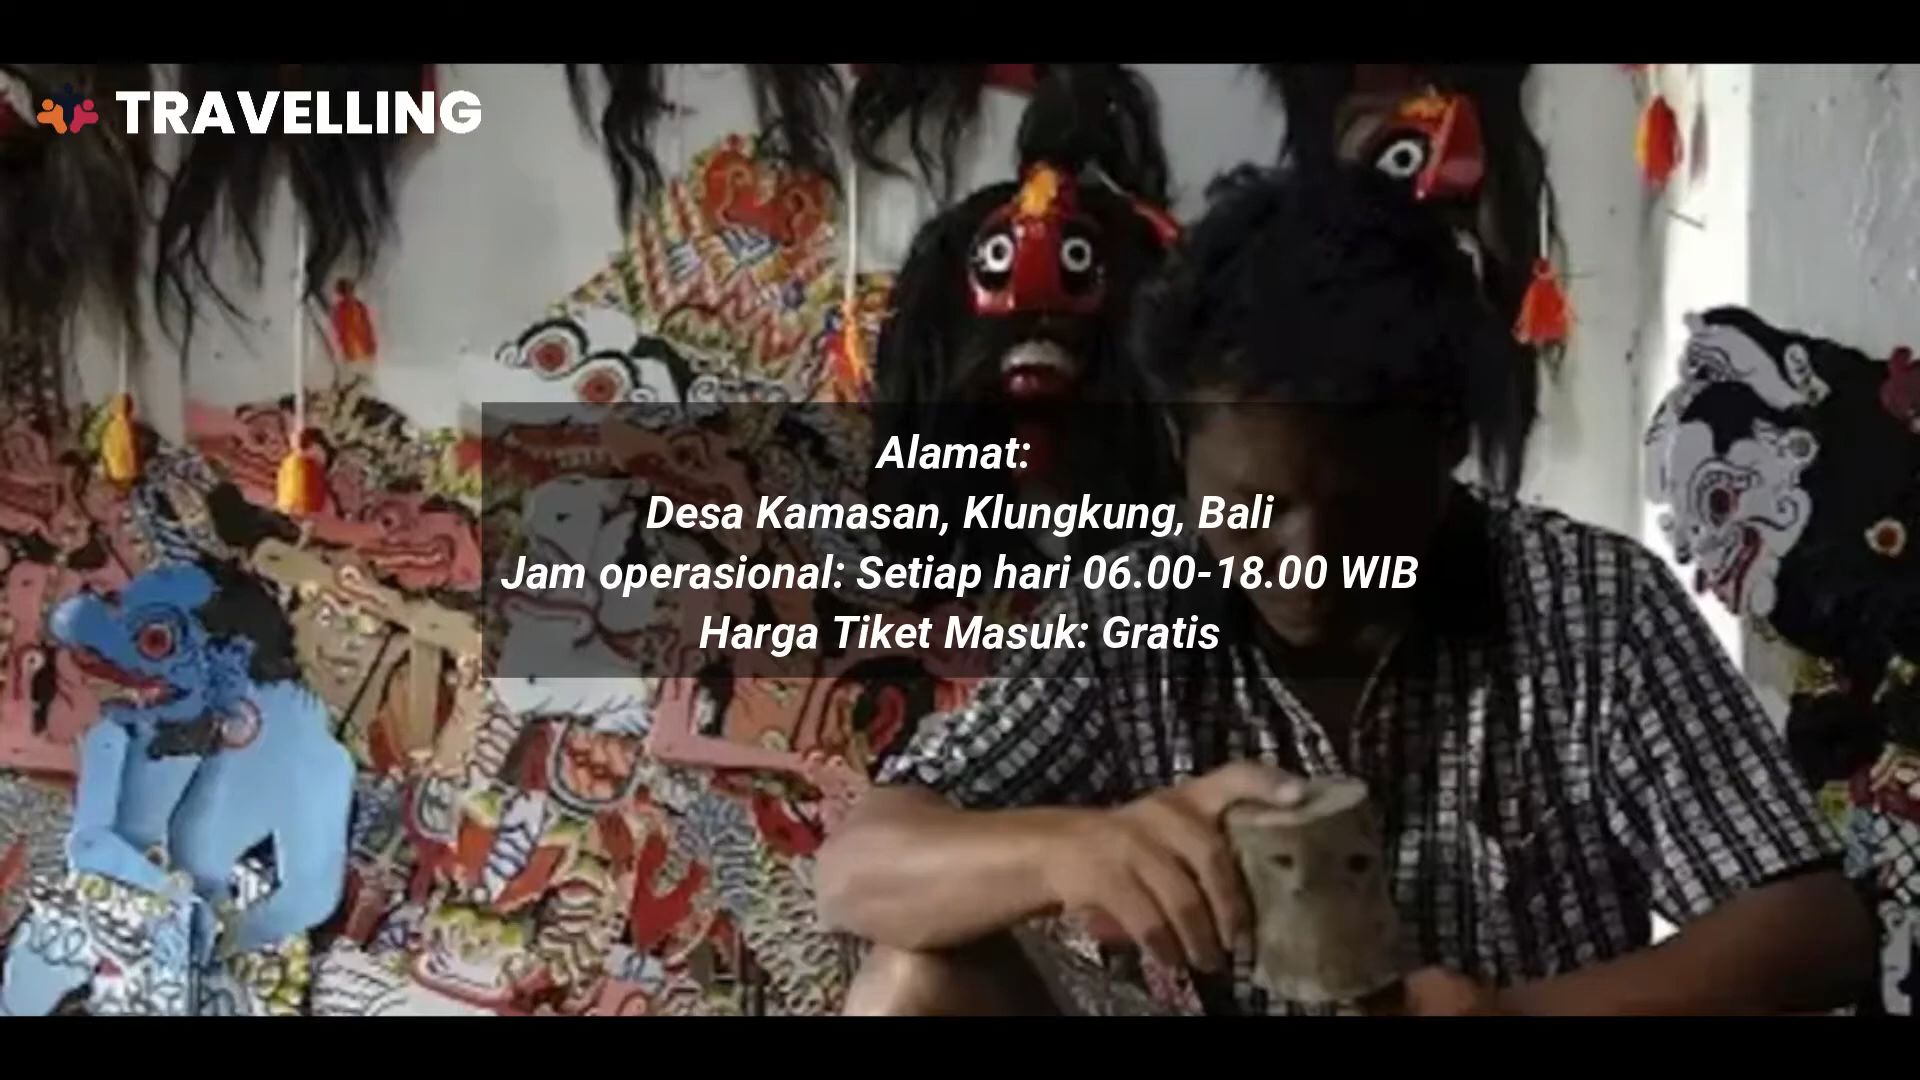 TRAVELLING
Alamat:
Desa Kamasan, Klungkung, Bali
Jam operasional: Setiap hari 06.00-18.00 WIB
Harga Tiket Masuk: Gratis